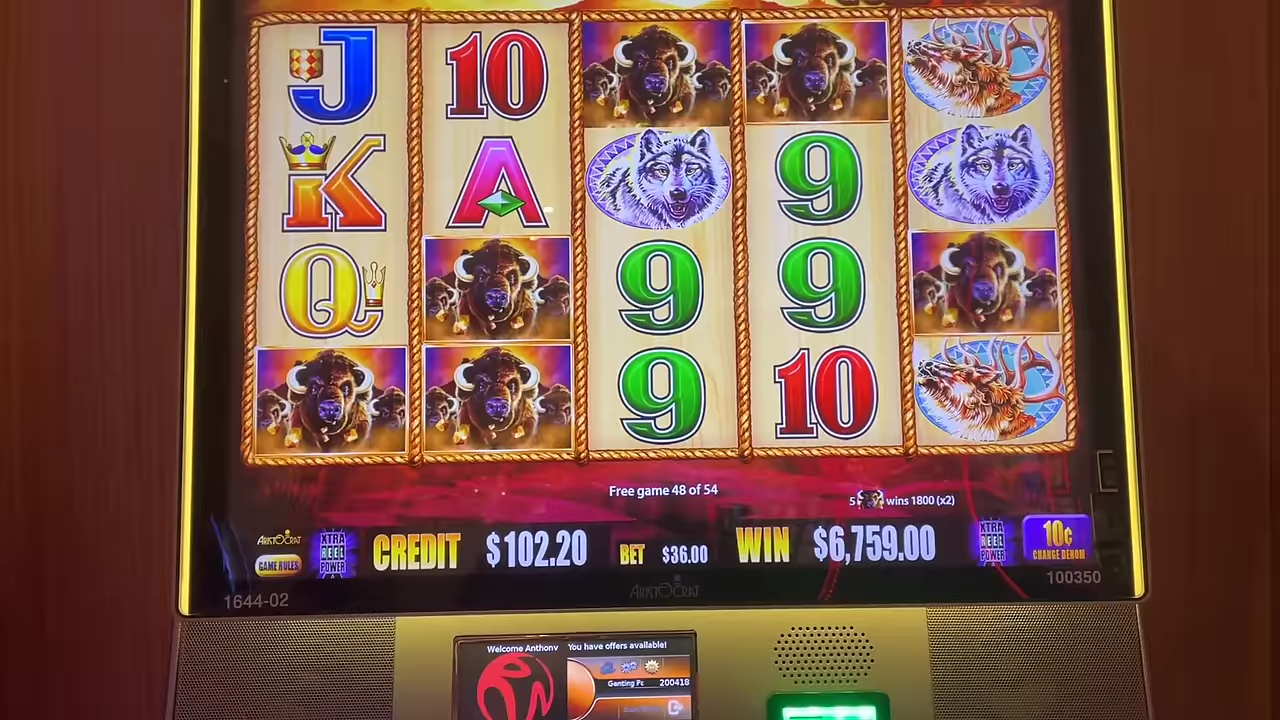 J 10
K A 9
Q 9 9
9 10
Free game 48 of 54
5 wins 1800 (x2)
ARISTOCRAT
GAME RULES
XTRA
REEL
POWER
CREDIT $102.20 BET $36.00 WIN $6,759.00
XTRA
REEL
POWER
10¢
CHANGE DENOM
1644-02
ARISTOCRAT
100350
Welcome Anthony You have offers available!
Genting Pc 200418